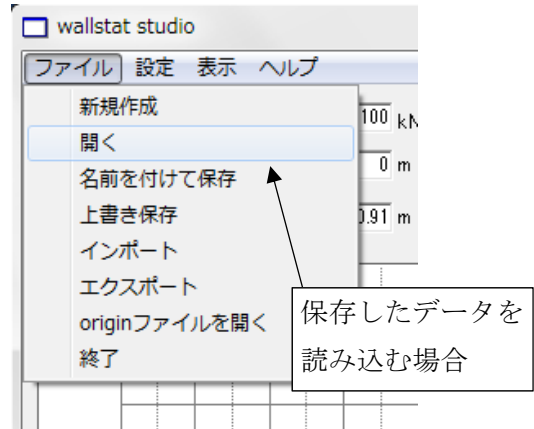 wallstat studio
ファイル 設定 表示 ヘルプ
新規作成
開く
名前を付けて保存
上書き保存
インポート
エクスポート
originファイルを開く
終了
100 kN
0 m
0.91 m
保存したデータを
読み込む場合